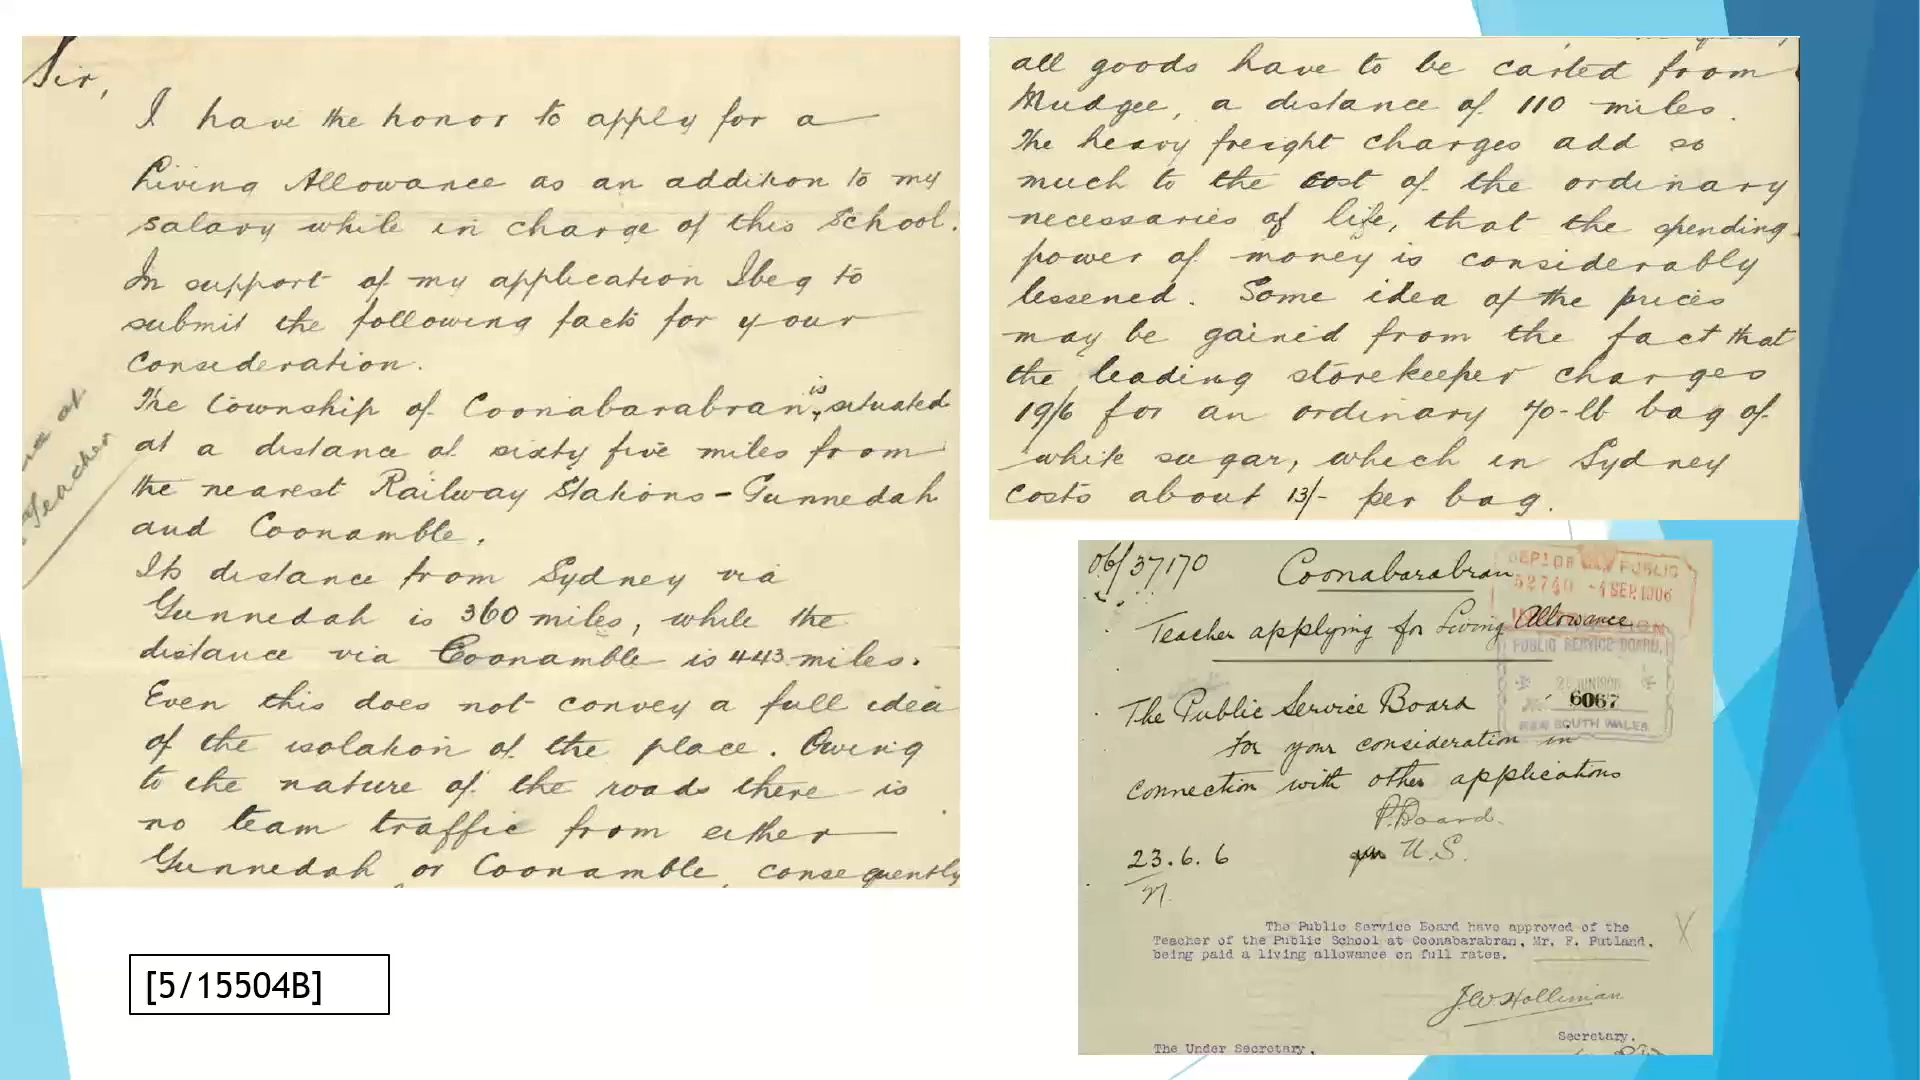 Sir,
I have the honor to apply for a
Living Allowance as an addition to my
salary while in charge of this School.
In support of my application I beg to
submit the following facts for your
consideration.
The township of Coonabarabran is situated
at a distance of sixty five miles from
the nearest Railway Stations - Gunnedah
and Coonamble.
Its distance from Sydney via
Gunnedah is 360 miles, while the
distance via Coonamble is 443 miles.
Even this does not convey a full idea
of the isolation of the place. Owing
to the nature of the roads there is
no team traffic from either
Gunnedah or Coonamble, consequently
Teacher
all goods have to be carted from
Mudgee, a distance of 110 miles.
The heavy freight charges add so
much to the cost of the ordinary
necessaries of life, that the spending
power of money is considerably
lessened. Some idea of the prices
may be gained from the fact that
the leading storekeeper charges
19/6 for an ordinary 70-lb bag of
white sugar, which in Sydney
costs about 13/- per bag.
06/37170 Coonabarabran
DEPT OF PUBLIC
52740 -4 SEP. 1906
Teacher applying for Living Allowance
PUBLIC SERVICE BOARD,
6067
NEW SOUTH WALES
The Public Service Board
for your consideration in
connection with other applications
P. Board.
23.6.6 U.S.
The Public Service Board have approved of the
Teacher of the Public School at Coonabarabran, Mr. F. Putland,
being paid a living allowance on full rates.
J.W. Holliman
Secretary.
The Under Secretary,
[5/15504B]